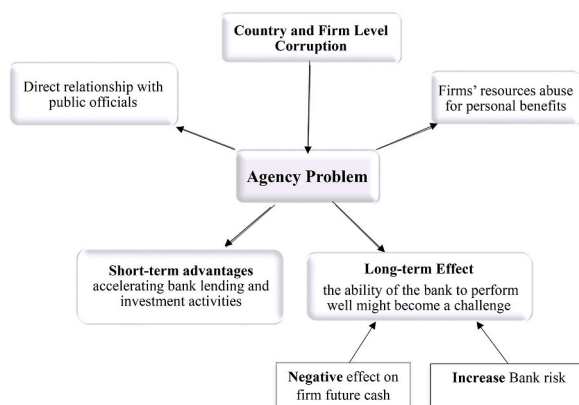 Country and Firm Level
Corruption
Direct relationship with
public officials
Firms' resources abuse
for personal benefits
Agency Problem
Short-term advantages
accelerating bank lending and
investment activities
Long-term Effect
the ability of the bank to perform
well might become a challenge
Negative effect on
firm future cash
Increase Bank risk